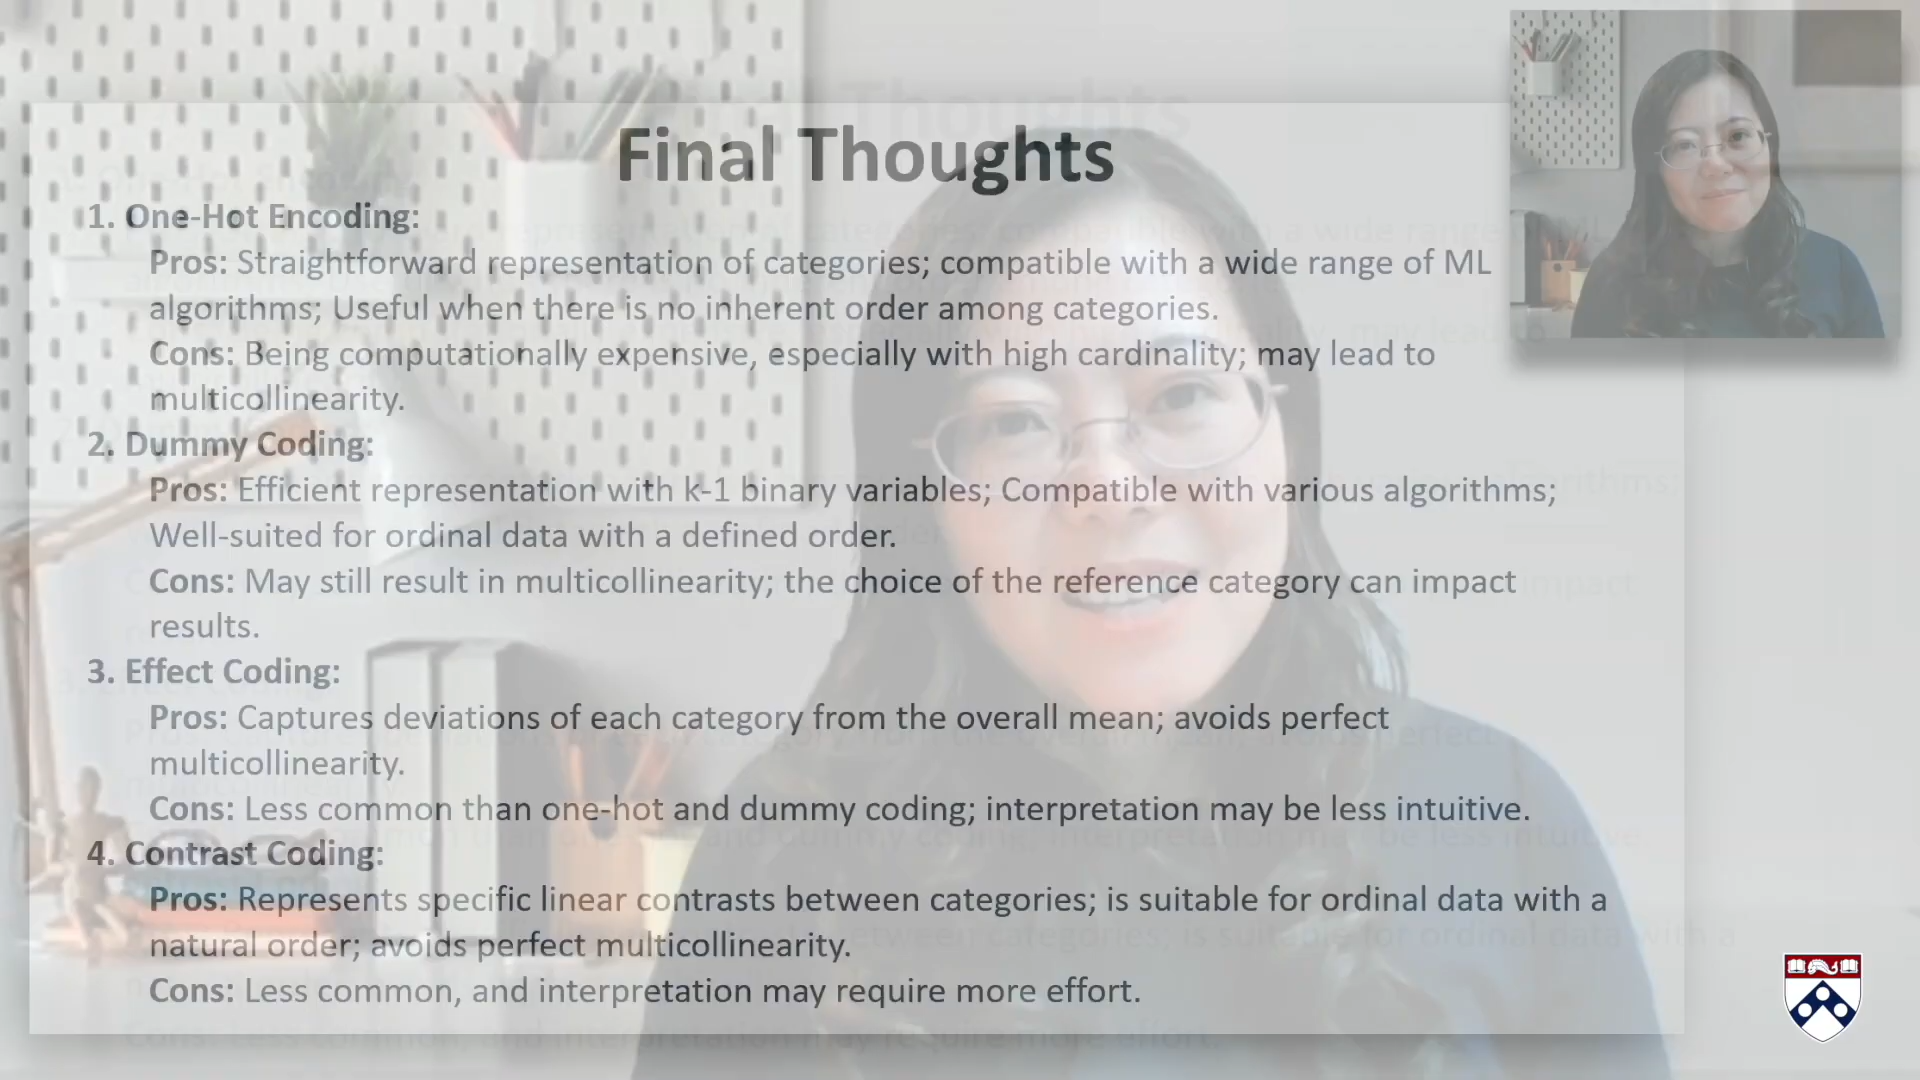 Final Thoughts
1. One-Hot Encoding:
Pros: Straightforward representation of categories; compatible with a wide range of ML
algorithms; Useful when there is no inherent order among categories.
Cons: Being computationally expensive, especially with high cardinality; may lead to
multicollinearity.
2. Dummy Coding:
Pros: Efficient representation with k-1 binary variables; Compatible with various algorithms;
Well-suited for ordinal data with a defined order.
Cons: May still result in multicollinearity; the choice of the reference category can impact
results.
3. Effect Coding:
Pros: Captures deviations of each category from the overall mean; avoids perfect
multicollinearity.
Cons: Less common than one-hot and dummy coding; interpretation may be less intuitive.
4. Contrast Coding:
Pros: Represents specific linear contrasts between categories; is suitable for ordinal data with a
natural order; avoids perfect multicollinearity.
Cons: Less common, and interpretation may require more effort.